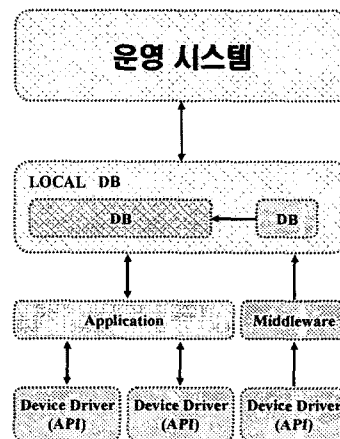 운영 시스템
LOCAL DB
DB
DB
Application
Middleware
Device Driver
(API)
Device Driver
(API)
Device Driver
(API)